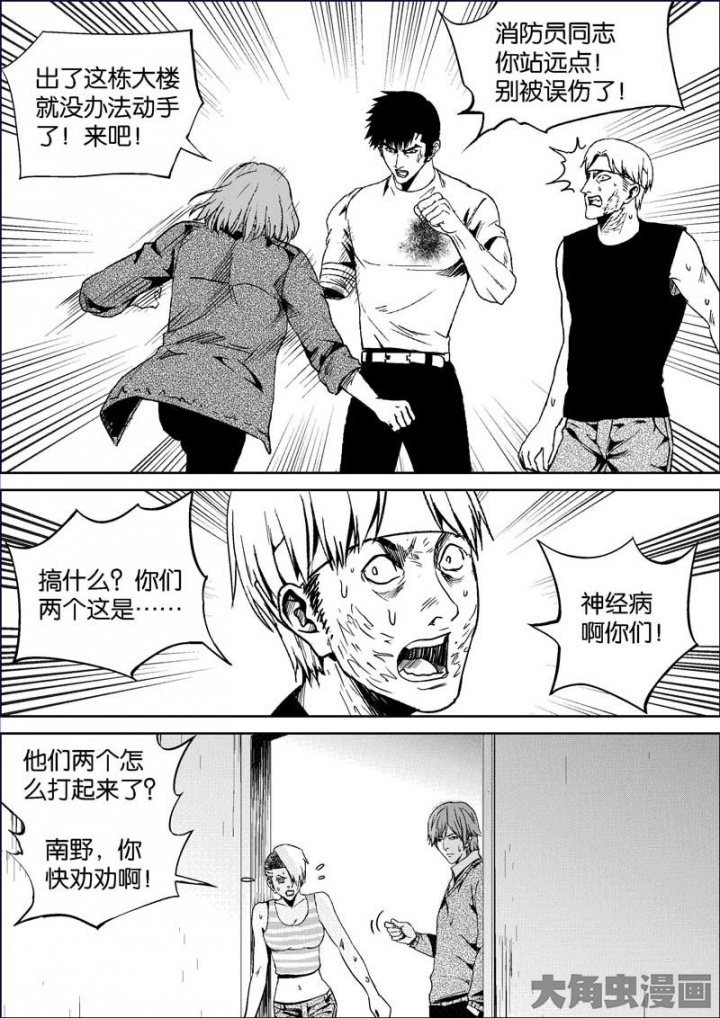 出了这栋大楼
就没办法动手
了！来吧！
消防员同志
你站远点！
别被误伤了！
搞什么？你们
两个这是……
神经病
啊你们！
他们两个怎
么打起来了？
南野，你
快劝劝啊！
大角虫漫画